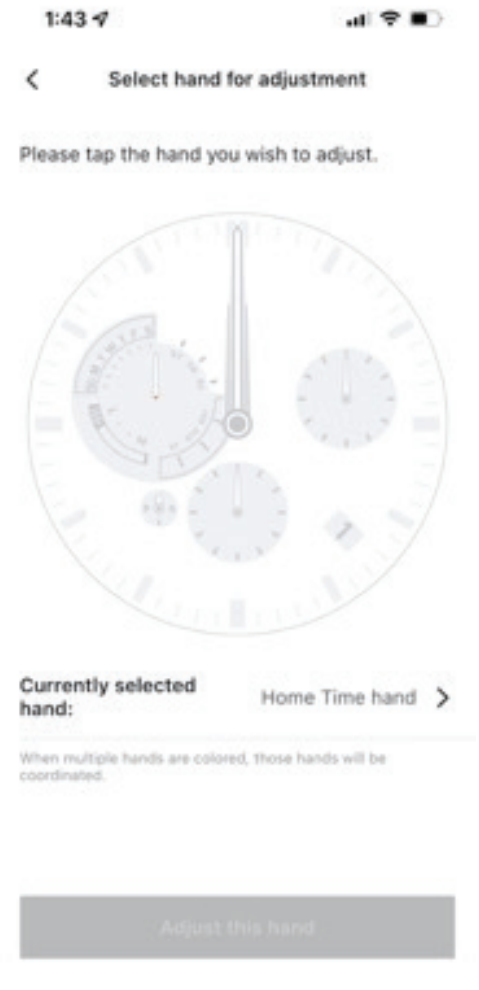 1:43
Select hand for adjustment
Please tap the hand you wish to adjust.
Currently selected
hand:
Home Time hand
When multiple hands are colored, those hands will be
coordinated.
Adjust this hand